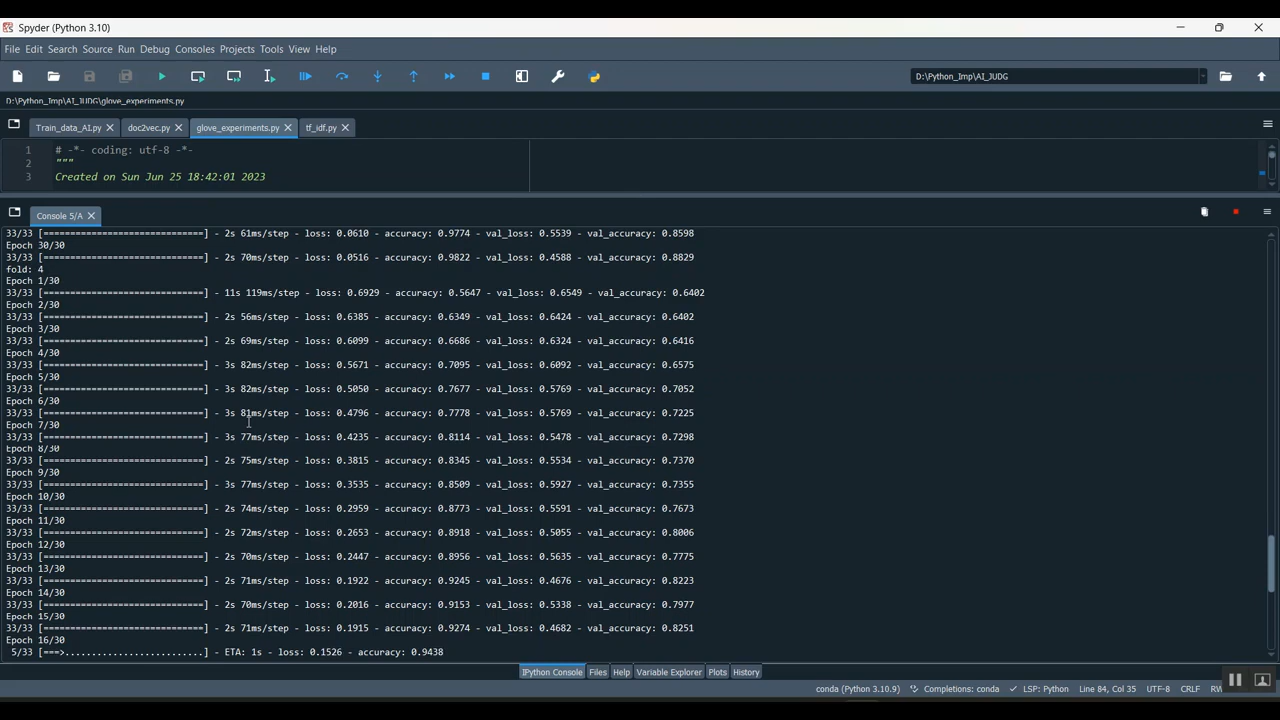 Spyder (Python 3.10)
File Edit Search Source Run Debug Consoles Projects Tools View Help
D:\Python_Imp\AI_JUDG
D:\Python_Imp\AI_JUDG\glove_experiments.py
Train_data_AI.py doc2vec.py glove_experiments.py tf_idf.py
1 # -*- coding: utf-8 -*-
2 """
3 Created on Sun Jun 25 18:42:01 2023
Console 5/A
33/33 [==============================] - 2s 61ms/step - loss: 0.0610 - accuracy: 0.9774 - val_loss: 0.5539 - val_accuracy: 0.8598
Epoch 30/30
33/33 [==============================] - 2s 70ms/step - loss: 0.0516 - accuracy: 0.9822 - val_loss: 0.4588 - val_accuracy: 0.8829
fold: 4
Epoch 1/30
33/33 [==============================] - 11s 119ms/step - loss: 0.6929 - accuracy: 0.5647 - val_loss: 0.6549 - val_accuracy: 0.6402
Epoch 2/30
33/33 [==============================] - 2s 56ms/step - loss: 0.6385 - accuracy: 0.6349 - val_loss: 0.6424 - val_accuracy: 0.6402
Epoch 3/30
33/33 [==============================] - 2s 69ms/step - loss: 0.6099 - accuracy: 0.6686 - val_loss: 0.6324 - val_accuracy: 0.6416
Epoch 4/30
33/33 [==============================] - 3s 82ms/step - loss: 0.5671 - accuracy: 0.7095 - val_loss: 0.6092 - val_accuracy: 0.6575
Epoch 5/30
33/33 [==============================] - 3s 82ms/step - loss: 0.5050 - accuracy: 0.7677 - val_loss: 0.5769 - val_accuracy: 0.7052
Epoch 6/30
33/33 [==============================] - 3s 81ms/step - loss: 0.4796 - accuracy: 0.7778 - val_loss: 0.5769 - val_accuracy: 0.7225
Epoch 7/30
33/33 [==============================] - 3s 77ms/step - loss: 0.4235 - accuracy: 0.8114 - val_loss: 0.5478 - val_accuracy: 0.7298
Epoch 8/30
33/33 [==============================] - 2s 75ms/step - loss: 0.3815 - accuracy: 0.8345 - val_loss: 0.5534 - val_accuracy: 0.7370
Epoch 9/30
33/33 [==============================] - 3s 77ms/step - loss: 0.3535 - accuracy: 0.8509 - val_loss: 0.5927 - val_accuracy: 0.7355
Epoch 10/30
33/33 [==============================] - 2s 74ms/step - loss: 0.2959 - accuracy: 0.8773 - val_loss: 0.5591 - val_accuracy: 0.7673
Epoch 11/30
33/33 [==============================] - 2s 72ms/step - loss: 0.2653 - accuracy: 0.8918 - val_loss: 0.5055 - val_accuracy: 0.8006
Epoch 12/30
33/33 [==============================] - 2s 70ms/step - loss: 0.2447 - accuracy: 0.8956 - val_loss: 0.5635 - val_accuracy: 0.7775
Epoch 13/30
33/33 [==============================] - 2s 71ms/step - loss: 0.1922 - accuracy: 0.9245 - val_loss: 0.4676 - val_accuracy: 0.8223
Epoch 14/30
33/33 [==============================] - 2s 70ms/step - loss: 0.2016 - accuracy: 0.9153 - val_loss: 0.5338 - val_accuracy: 0.7977
Epoch 15/30
33/33 [==============================] - 2s 71ms/step - loss: 0.1915 - accuracy: 0.9274 - val_loss: 0.4682 - val_accuracy: 0.8251
Epoch 16/30
5/33 [===>..........................] - ETA: 1s - loss: 0.1526 - accuracy: 0.9438
IPython Console Files Help Variable Explorer Plots History
conda (Python 3.10.9) Completions: conda LSP: Python Line 84, Col 35 UTF-8 CRLF RW